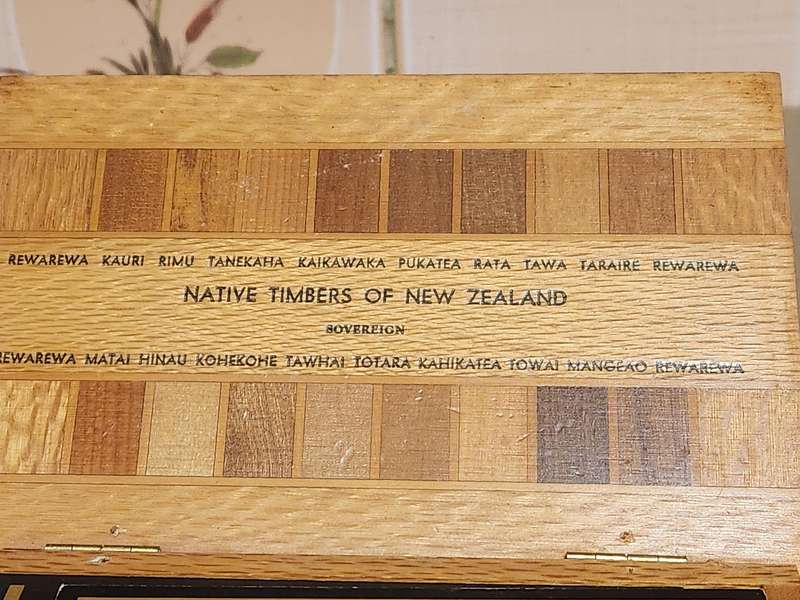 REWAREWA KAURI RIMU TANEKAHA KAIKAWAKA PUKATEA RATA TAWA TARAIRE REWAREWA
NATIVE TIMBERS OF NEW ZEALAND
SOVEREIGN
REWAREWA MATAI HINAU KOHEKOHE TAWHAI TOTARA KAHIKATEA TOWAI MANGEAO REWAREWA